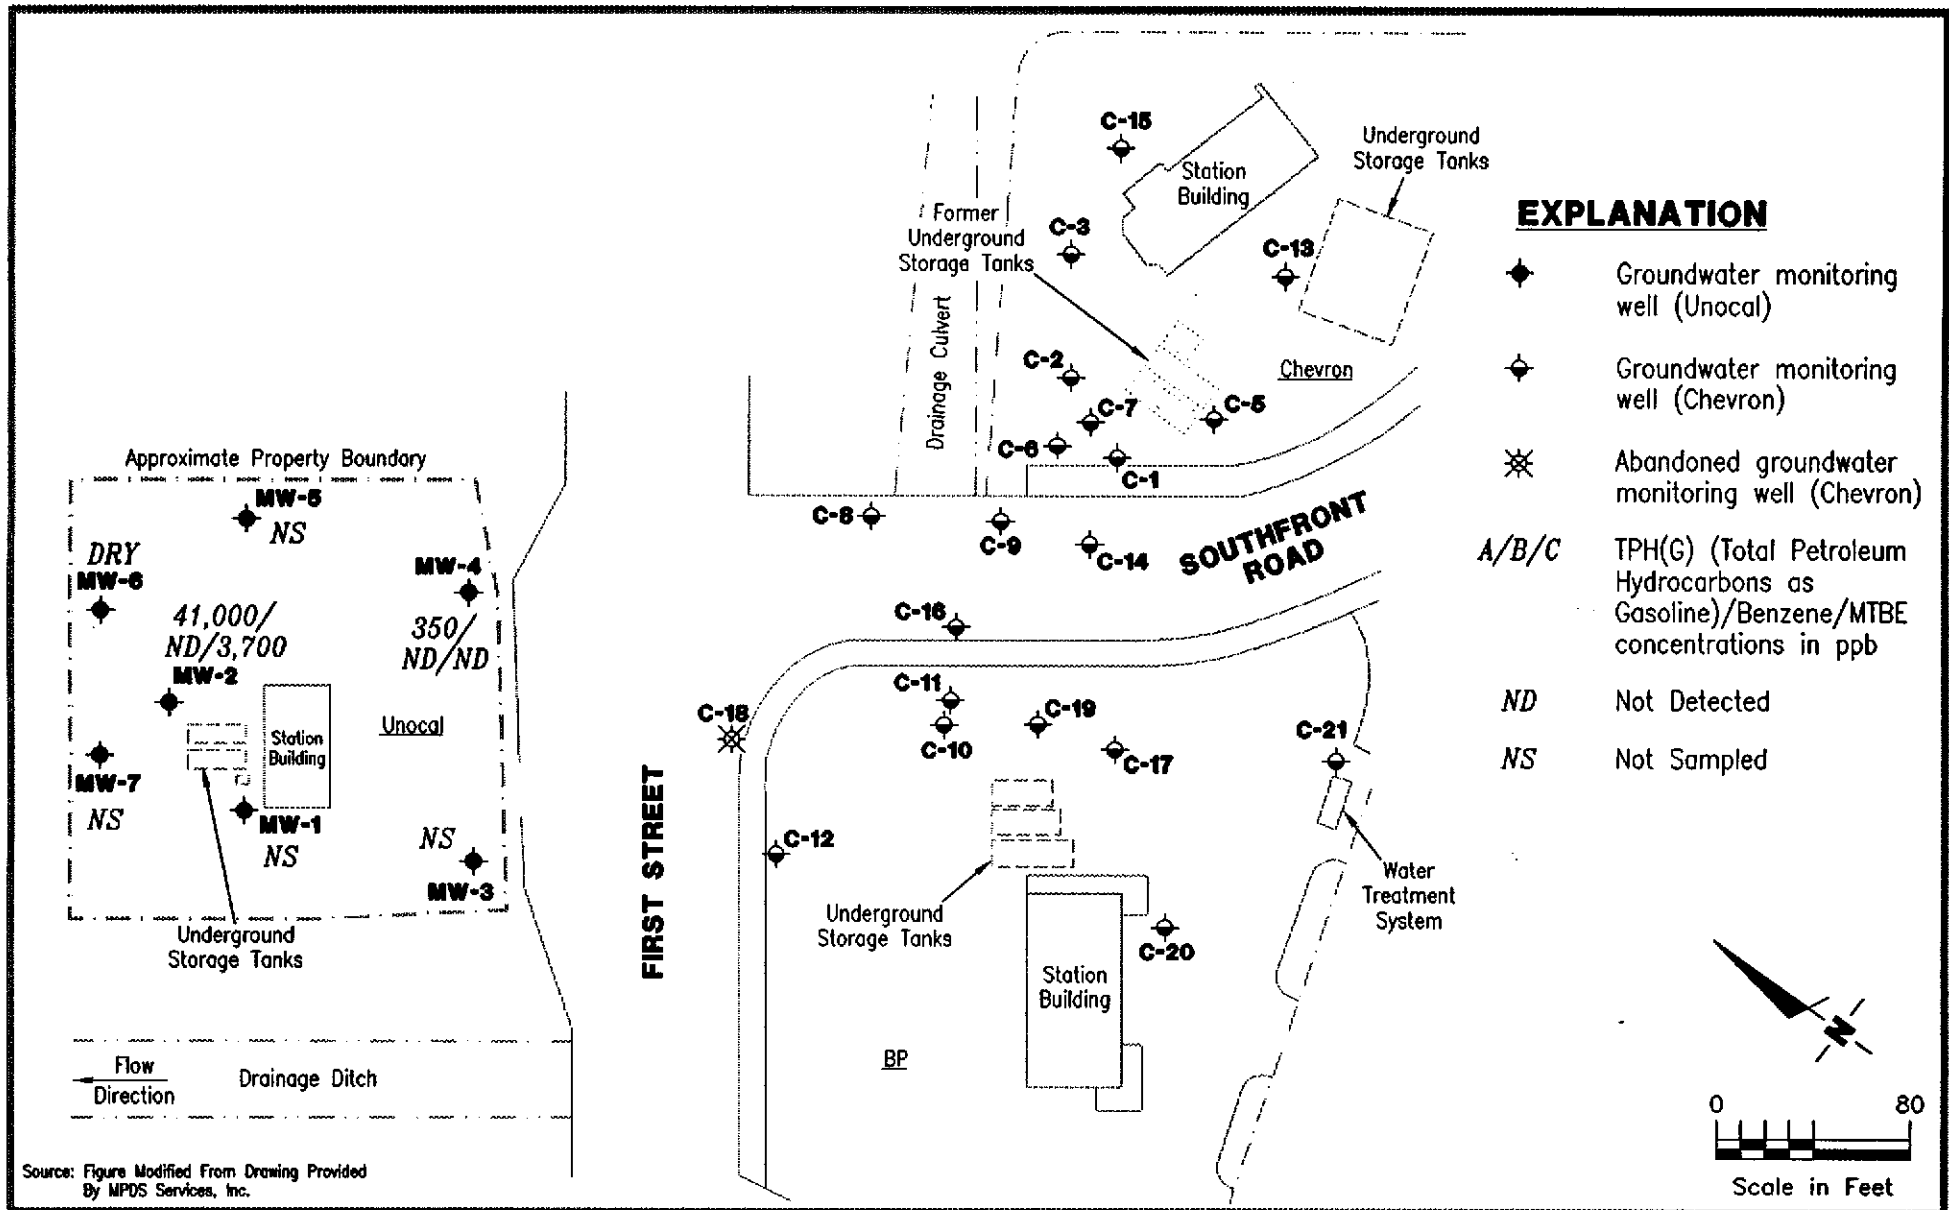 C-15
Underground
Storage Tanks
Station
Building
EXPLANATION
Former
Underground
Storage Tanks
C-3
C-13
Groundwater monitoring
well (Unocal)
Drainage Culvert
C-2
Chevron
Groundwater monitoring
well (Chevron)
C-7
C-5
C-6
C-1
Abandoned groundwater
monitoring well (Chevron)
Approximate Property Boundary
MW-5
NS
C-8
C-9
C-14
SOUTHFRONT
ROAD
A/B/C
TPH(G) (Total Petroleum
Hydrocarbons as
Gasoline)/Benzene/MTBE
concentrations in ppb
DRY
MW-6
MW-4
41,000/
ND/3,700
MW-2
350/
ND/ND
C-16
ND
Not Detected
NS
Not Sampled
Station
Building
Unocal
C-18
C-11
C-10
C-19
C-17
C-21
MW-7
NS
MW-1
NS
NS
MW-3
FIRST STREET
C-12
Underground
Storage Tanks
Water
Treatment
System
Underground
Storage Tanks
C-20
Station
Building
BP
Flow
Direction
Drainage Ditch
N
0
80
Scale in Feet
Source: Figure Modified From Drawing Provided
By MPDS Services, Inc.